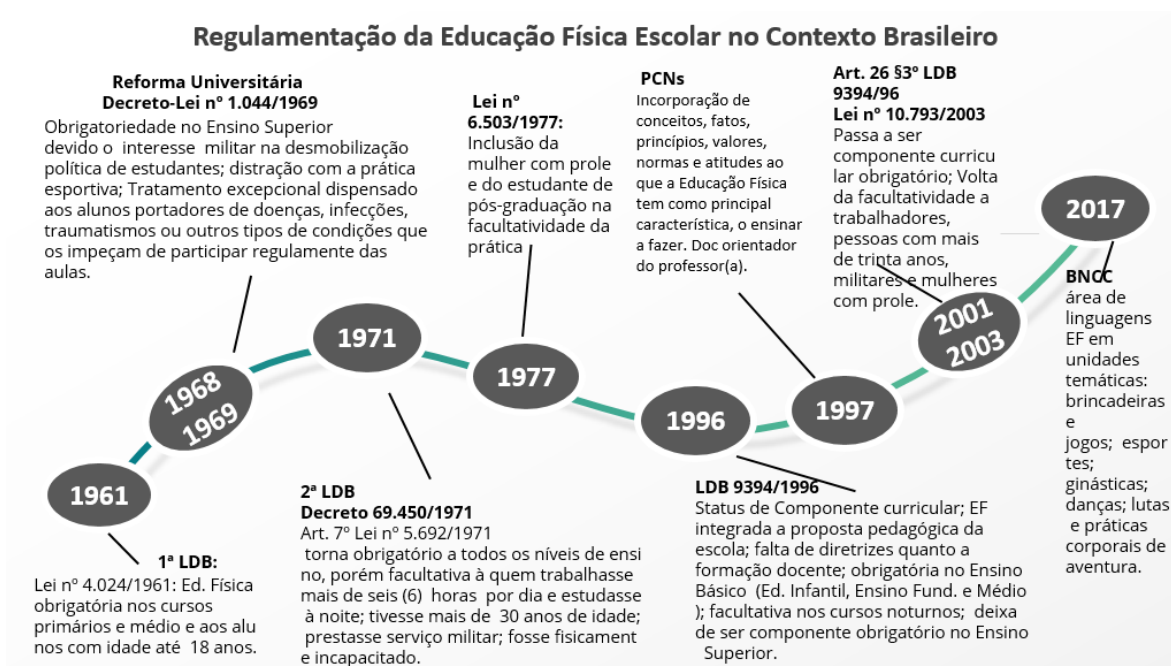 Regulamentação da Educação Física Escolar no Contexto Brasileiro
Reforma Universitária
Decreto-Lei nº 1.044/1969
Obrigatoriedade no Ensino Superior
devido o interesse militar na desmobilização
política de estudantes; distração com a prática
esportiva; Tratamento excepcional dispensado
aos alunos portadores de doenças, infecções,
traumatismos ou outros tipos de condições que
os impeçam de participar regulamente das
aulas.
Lei nº
6.503/1977:
Inclusão da
mulher com prole
e do estudante de
pós-graduação na
facultatividade da
prática
PCNs
Incorporação de
conceitos, fatos,
princípios, valores,
normas e atitudes ao
que a Educação Física
tem como principal
característica, o ensinar
a fazer. Doc orientador
do professor(a).
Art. 26 §3º LDB
9394/96
Lei nº 10.793/2003
Passa a ser
componente curricu
lar obrigatório; Volta
da facultatividade a
trabalhadores,
pessoas com mais
de trinta anos,
militares e mulheres
com prole.
1961
1968
1969
1971
1977
1996
1997
2001
2003
2017
1ª LDB:
Lei nº 4.024/1961: Ed. Física
obrigatória nos cursos
primários e médio e aos alu
nos com idade até 18 anos.
2ª LDB
Decreto 69.450/1971
Art. 7º Lei nº 5.692/1971
torna obrigatório a todos os níveis de ensi
no, porém facultativa à quem trabalhasse
mais de seis (6) horas por dia e estudasse
à noite; tivesse mais de 30 anos de idade;
prestasse serviço militar; fosse fisicament
e incapacitado.
LDB 9394/1996
Status de Componente curricular; EF
integrada a proposta pedagógica da
escola; falta de diretrizes quanto a
formação docente; obrigatória no Ensino
Básico (Ed. Infantil, Ensino Fund. e Médio
); facultativa nos cursos noturnos; deixa
de ser componente obrigatório no Ensino
Superior.
BNCC
área de
linguagens
EF em
unidades
temáticas:
brincadeiras
e
jogos; espor
tes;
ginásticas;
danças; lutas
e práticas
corporais de
aventura.